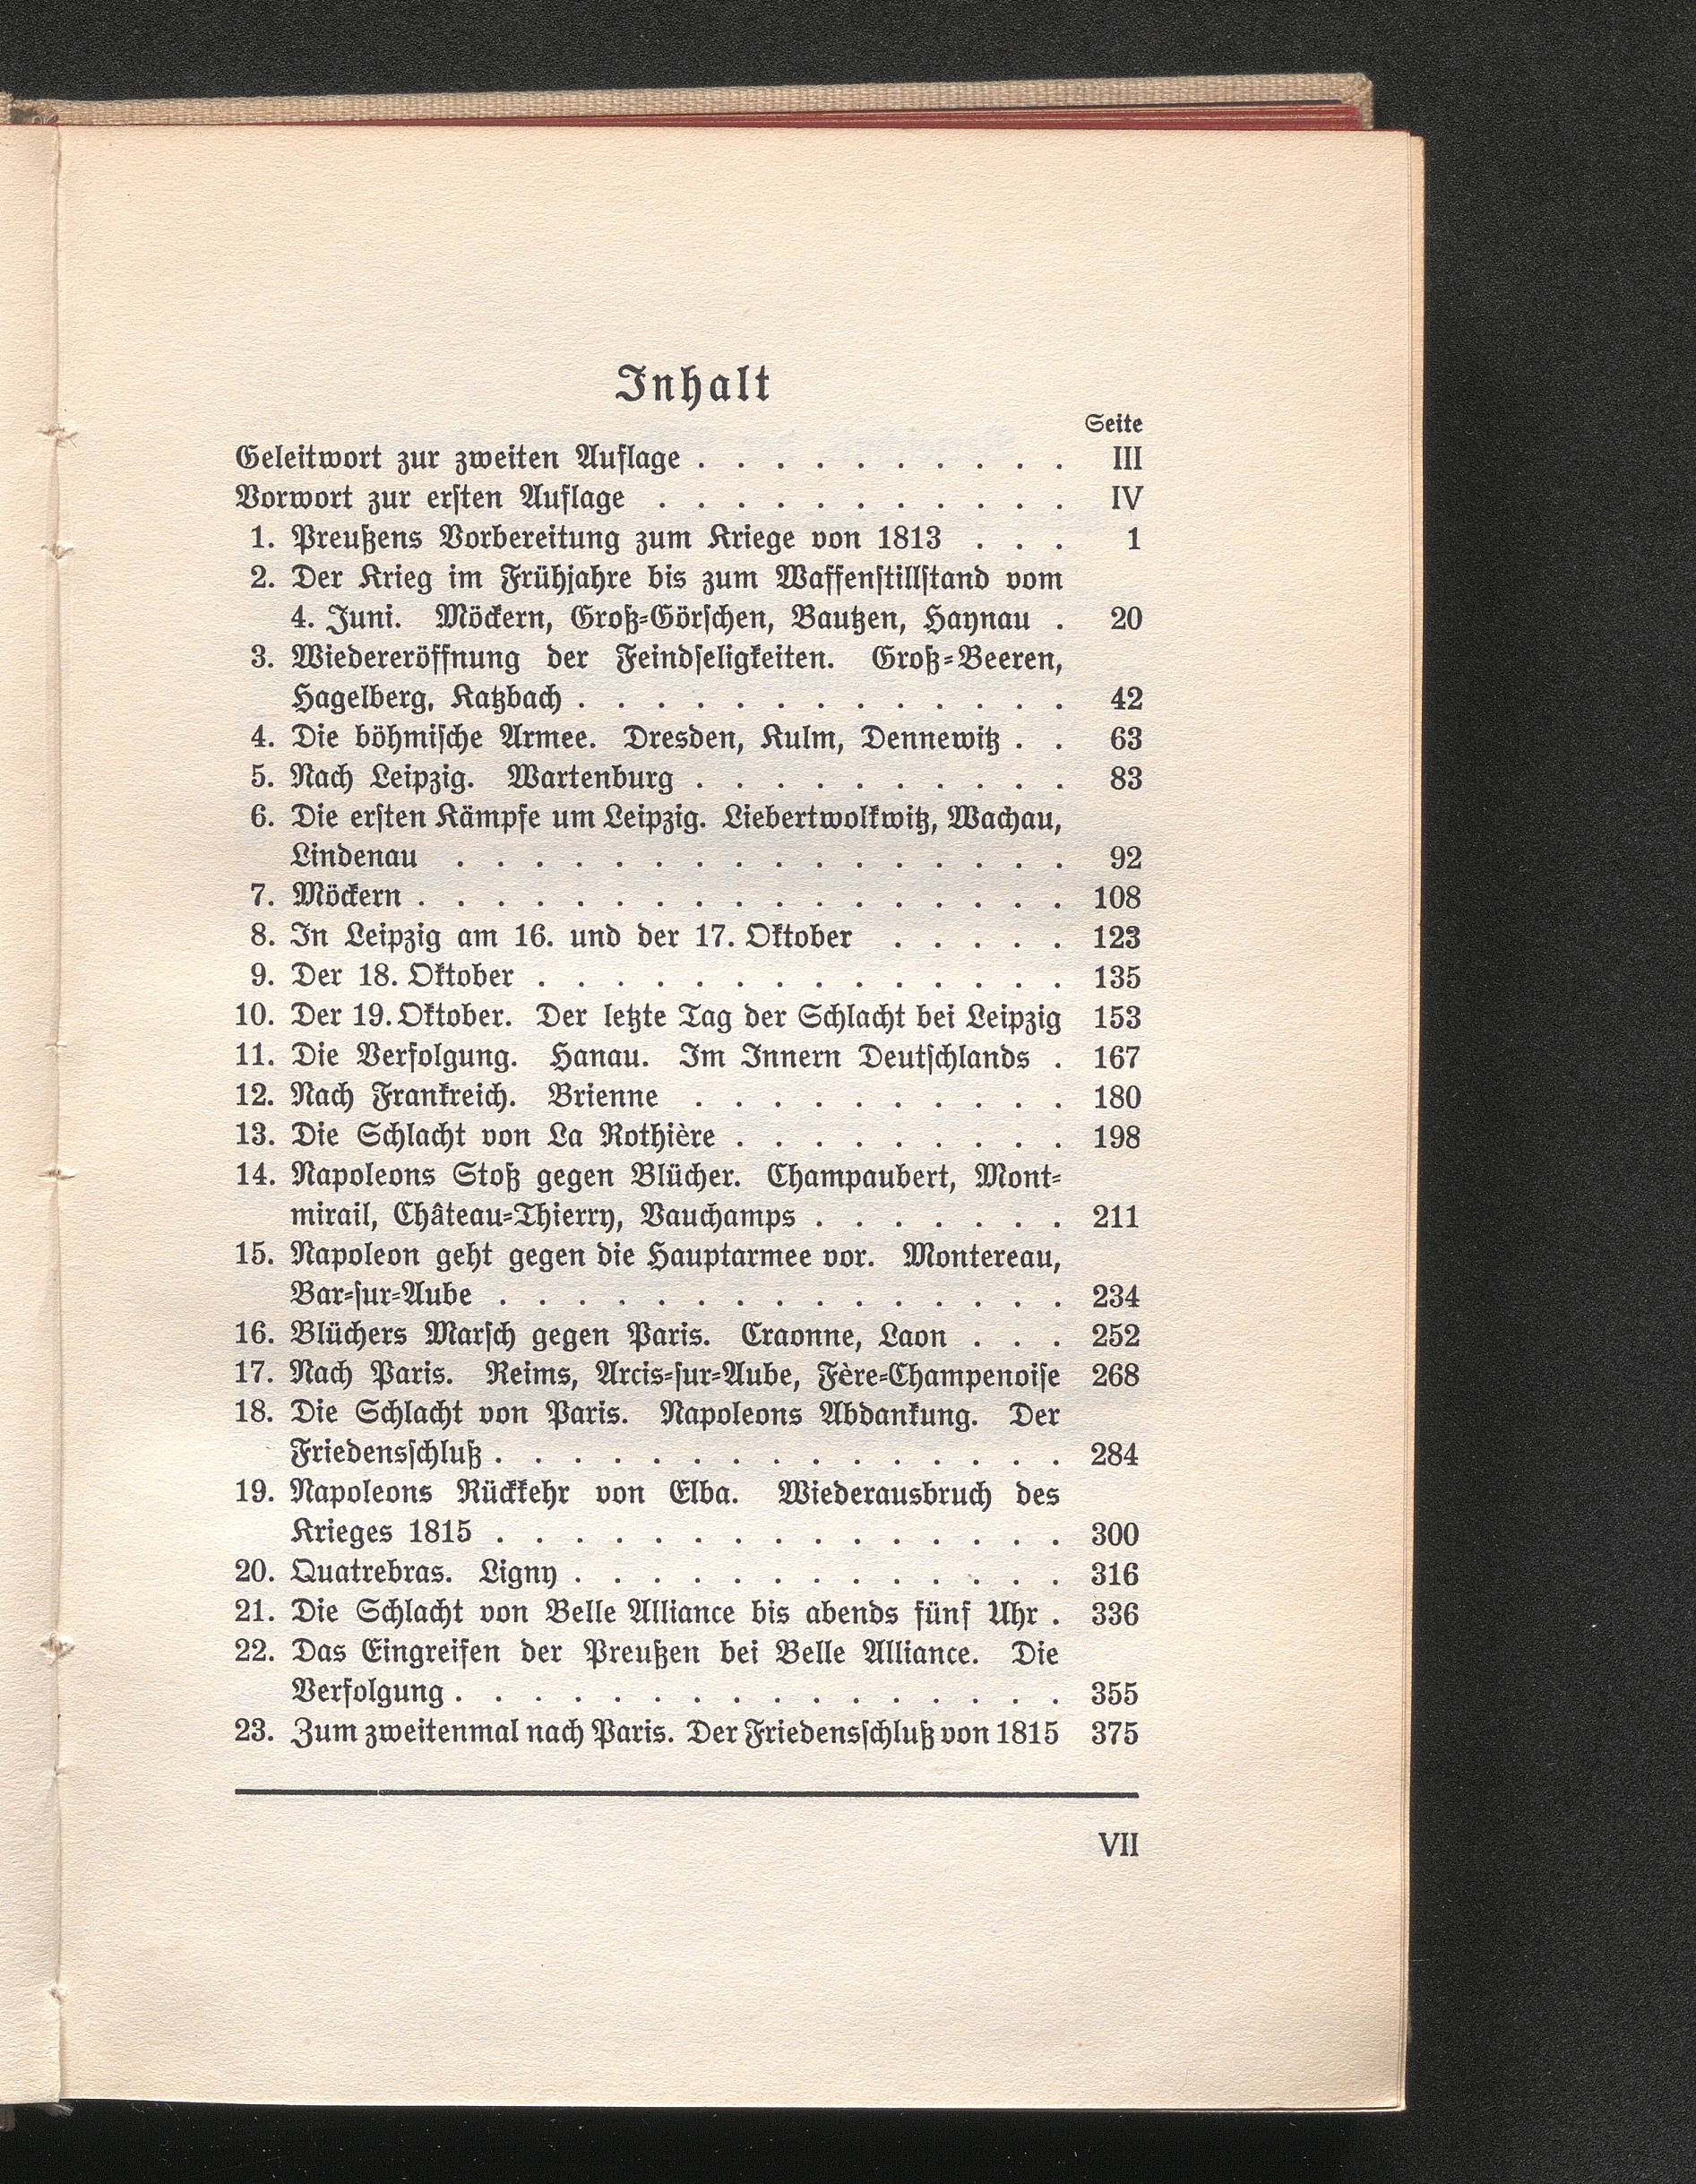 Inhalt
Seite
Geleitwort zur zweiten Auflage . . . . . . . . . . III
Vorwort zur ersten Auflage . . . . . . . . . . . IV
1. Preußens Vorbereitung zum Kriege von 1813 . . . 1
2. Der Krieg im Frühjahre bis zum Waffenstillstand vom
4. Juni. Möckern, Groß-Görschen, Bautzen, Haynau . 20
3. Wiedereröffnung der Feindseligkeiten. Groß-Beeren,
Hagelberg, Katzbach . . . . . . . . . . . . . 42
4. Die böhmische Armee. Dresden, Kulm, Dennewitz . . 63
5. Nach Leipzig. Wartenburg . . . . . . . . . . 83
6. Die ersten Kämpfe um Leipzig. Liebertwolkwitz, Wachau,
Lindenau . . . . . . . . . . . . . . . . 92
7. Möckern . . . . . . . . . . . . . . . . . 108
8. In Leipzig am 16. und der 17. Oktober . . . . . 123
9. Der 18. Oktober . . . . . . . . . . . . . . 135
10. Der 19. Oktober. Der letzte Tag der Schlacht bei Leipzig 153
11. Die Verfolgung. Hanau. Im Innern Deutschlands . 167
12. Nach Frankreich. Brienne . . . . . . . . . . 180
13. Die Schlacht von La Rothière . . . . . . . . . 198
14. Napoleons Stoß gegen Blücher. Champaubert, Mont-
mirail, Château-Thierry, Vauchamps . . . . . . . 211
15. Napoleon geht gegen die Hauptarmee vor. Montereau,
Bar-sur-Aube . . . . . . . . . . . . . . . 234
16. Blüchers Marsch gegen Paris. Craonne, Laon . . . 252
17. Nach Paris. Reims, Arcis-sur-Aube, Fère-Champenoise 268
18. Die Schlacht von Paris. Napoleons Abdankung. Der
Friedensschluß . . . . . . . . . . . . . . . 284
19. Napoleons Rückkehr von Elba. Wiederausbruch des
Krieges 1815 . . . . . . . . . . . . . . . 300
20. Quatrebras. Ligny . . . . . . . . . . . . . 316
21. Die Schlacht von Belle Alliance bis abends fünf Uhr . 336
22. Das Eingreifen der Preußen bei Belle Alliance. Die
Verfolgung . . . . . . . . . . . . . . . . 355
23. Zum zweitenmal nach Paris. Der Friedensschluß von 1815 375
VII